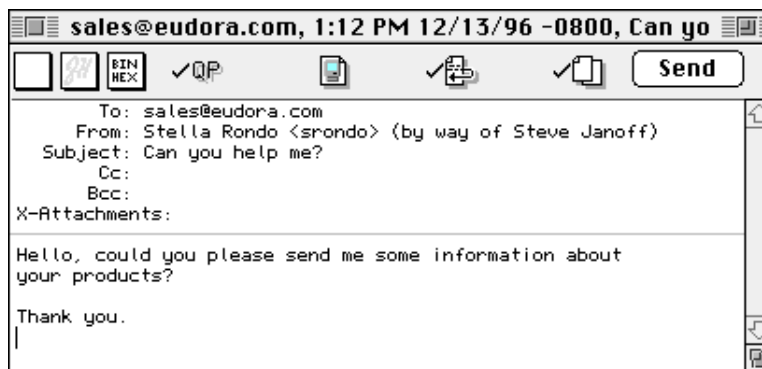 sales@eudora.com, 1:12 PM 12/13/96 -0800, Can yo
BIN HEX QP Send
To: sales@eudora.com
From: Stella Rondo <srondo> (by way of Steve Janoff)
Subject: Can you help me?
Cc:
Bcc:
X-Attachments:
Hello, could you please send me some information about
your products?
Thank you.